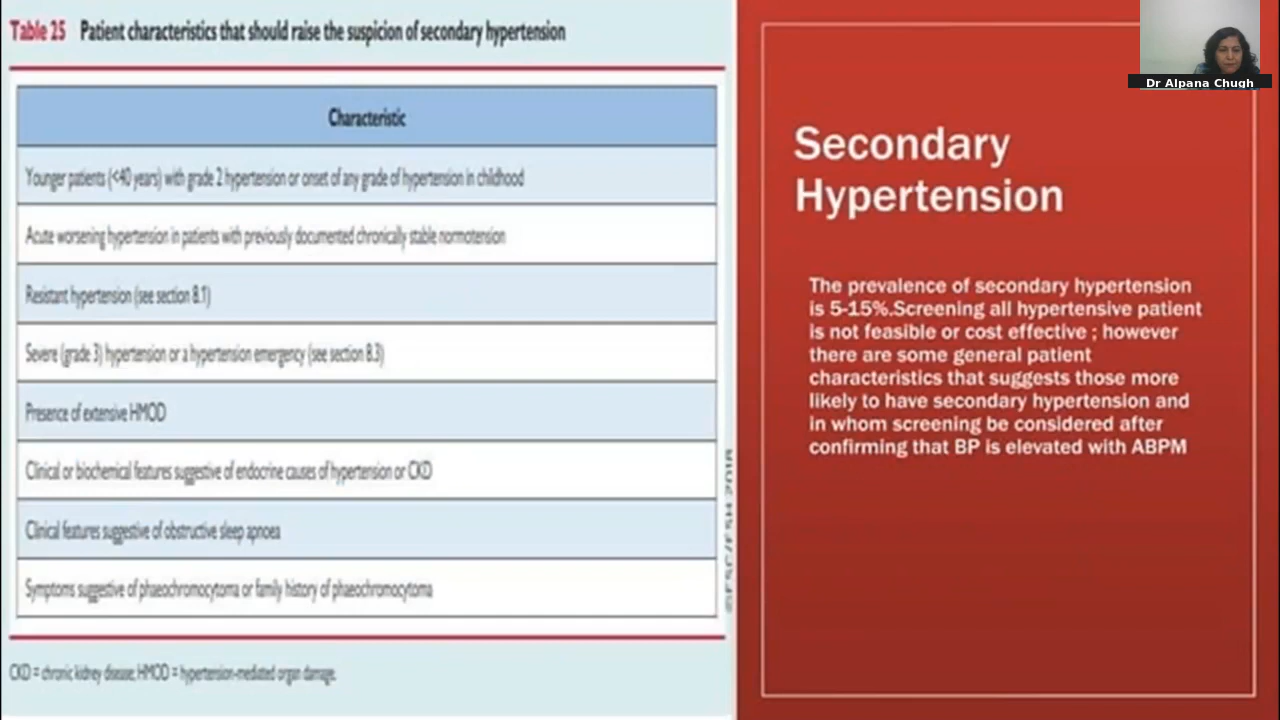 Table 25 Patient characteristics that should raise the suspicion of secondary hypertension
Characteristic
Younger patients (<40 years) with grade 2 hypertension or onset of any grade of hypertension in childhood
Acute worsening hypertension in patients with previously documented chronically stable normotension
Resistant hypertension (see section 8.1)
Severe (grade 3) hypertension or a hypertension emergency (see section 8.3)
Presence of extensive HMOD
Clinical or biochemical features suggestive of endocrine causes of hypertension or CKD
Clinical features suggestive of obstructive sleep apnoea
Symptoms suggestive of phaeochromocytoma or family history of phaeochromocytoma
CKD = chronic kidney disease; HMOD = hypertension-mediated organ damage.
©ESC/ESH 2018
Dr Alpana Chugh
Secondary
Hypertension
The prevalence of secondary hypertension
is 5-15%.Screening all hypertensive patient
is not feasible or cost effective ; however
there are some general patient
characteristics that suggests those more
likely to have secondary hypertension and
in whom screening be considered after
confirming that BP is elevated with ABPM